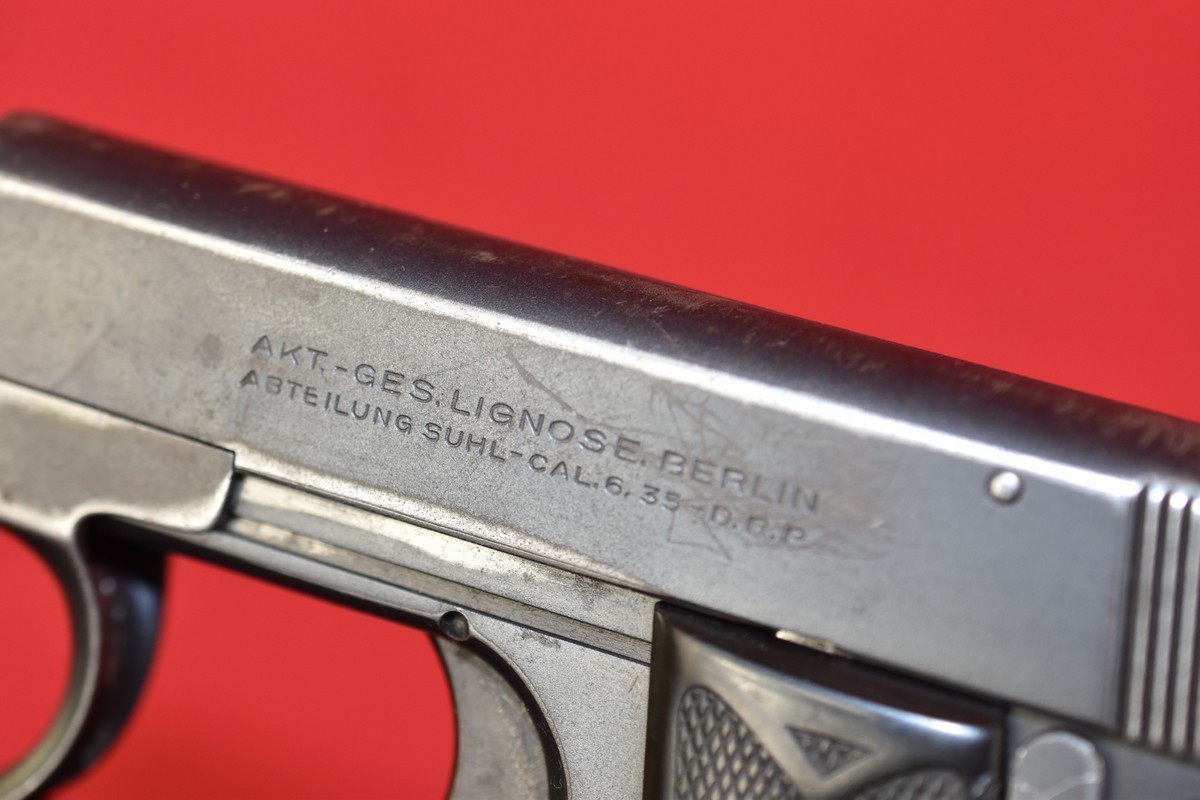 AKT.-GES. LIGNOSE. BERLIN
ABTEILUNG SUHL-CAL. 6,35-D.R.P